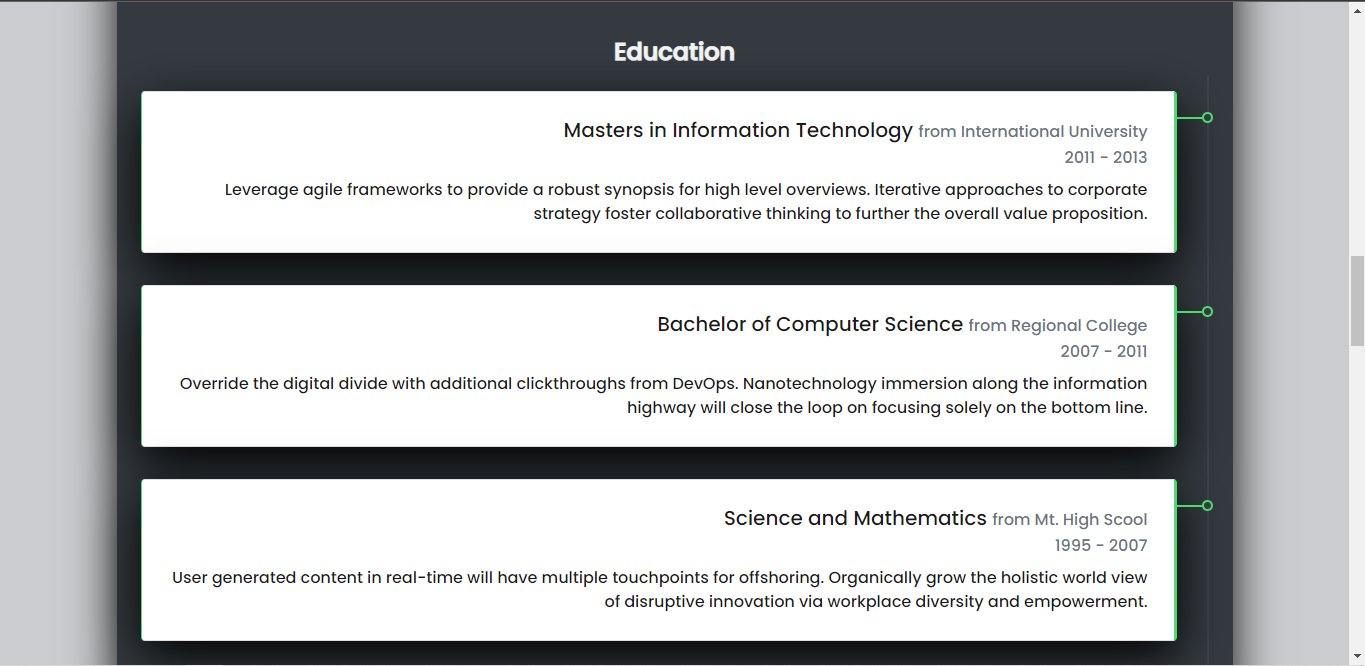 Education
Masters in Information Technology from International University
2011 - 2013
Leverage agile frameworks to provide a robust synopsis for high level overviews. Iterative approaches to corporate
strategy foster collaborative thinking to further the overall value proposition.
Bachelor of Computer Science from Regional College
2007 - 2011
Override the digital divide with additional clickthroughs from DevOps. Nanotechnology immersion along the information
highway will close the loop on focusing solely on the bottom line.
Science and Mathematics from Mt. High Scool
1995 - 2007
User generated content in real-time will have multiple touchpoints for offshoring. Organically grow the holistic world view
of disruptive innovation via workplace diversity and empowerment.